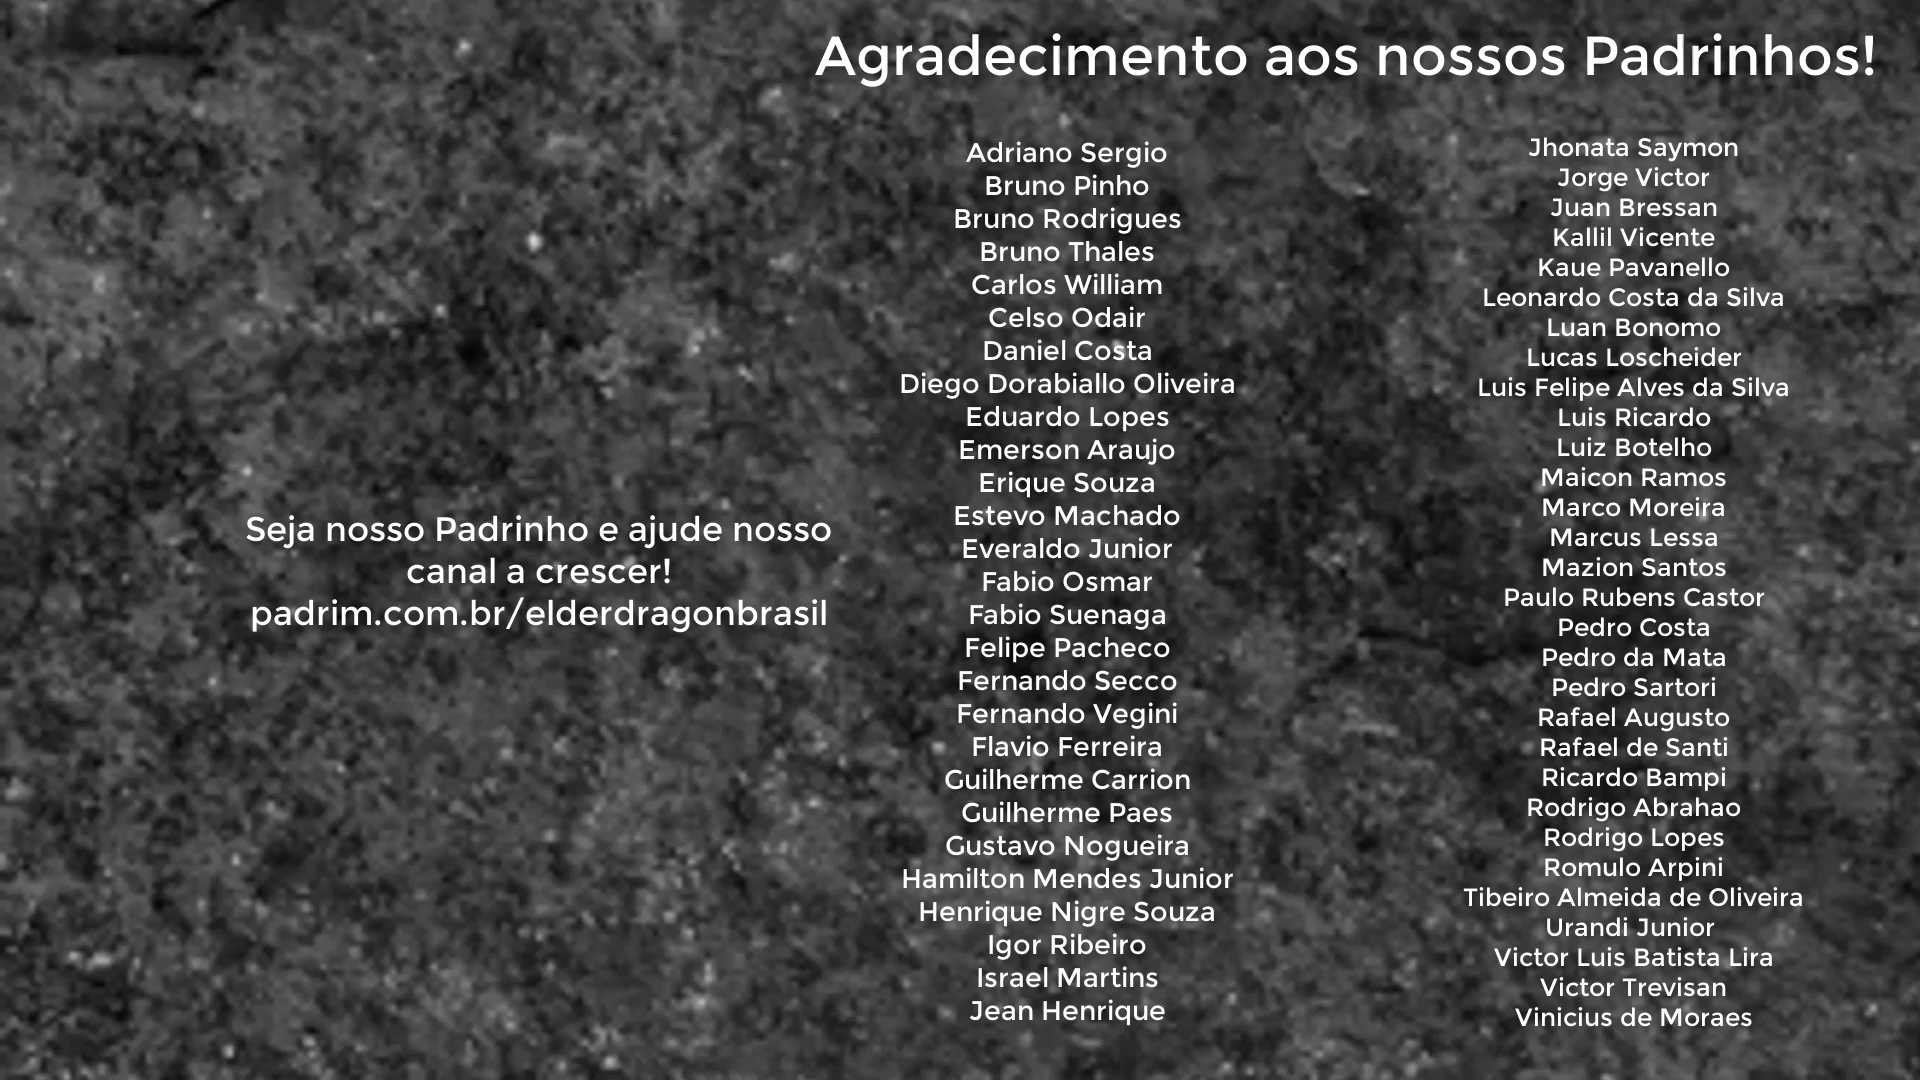 Agradecimento aos nossos Padrinhos!
Seja nosso Padrinho e ajude nosso
canal a crescer!
padrim.com.br/elderdragonbrasil
Adriano Sergio
Bruno Pinho
Bruno Rodrigues
Bruno Thales
Carlos William
Celso Odair
Daniel Costa
Diego Dorabiallo Oliveira
Eduardo Lopes
Emerson Araujo
Erique Souza
Estevo Machado
Everaldo Junior
Fabio Osmar
Fabio Suenaga
Felipe Pacheco
Fernando Secco
Fernando Vegini
Flavio Ferreira
Guilherme Carrion
Guilherme Paes
Gustavo Nogueira
Hamilton Mendes Junior
Henrique Nigre Souza
Igor Ribeiro
Israel Martins
Jean Henrique
Jhonata Saymon
Jorge Victor
Juan Bressan
Kallil Vicente
Kaue Pavanello
Leonardo Costa da Silva
Luan Bonomo
Lucas Loscheider
Luis Felipe Alves da Silva
Luis Ricardo
Luiz Botelho
Maicon Ramos
Marco Moreira
Marcus Lessa
Mazion Santos
Paulo Rubens Castor
Pedro Costa
Pedro da Mata
Pedro Sartori
Rafael Augusto
Rafael de Santi
Ricardo Bampi
Rodrigo Abrahao
Rodrigo Lopes
Romulo Arpini
Tibeiro Almeida de Oliveira
Urandi Junior
Victor Luis Batista Lira
Victor Trevisan
Vinicius de Moraes